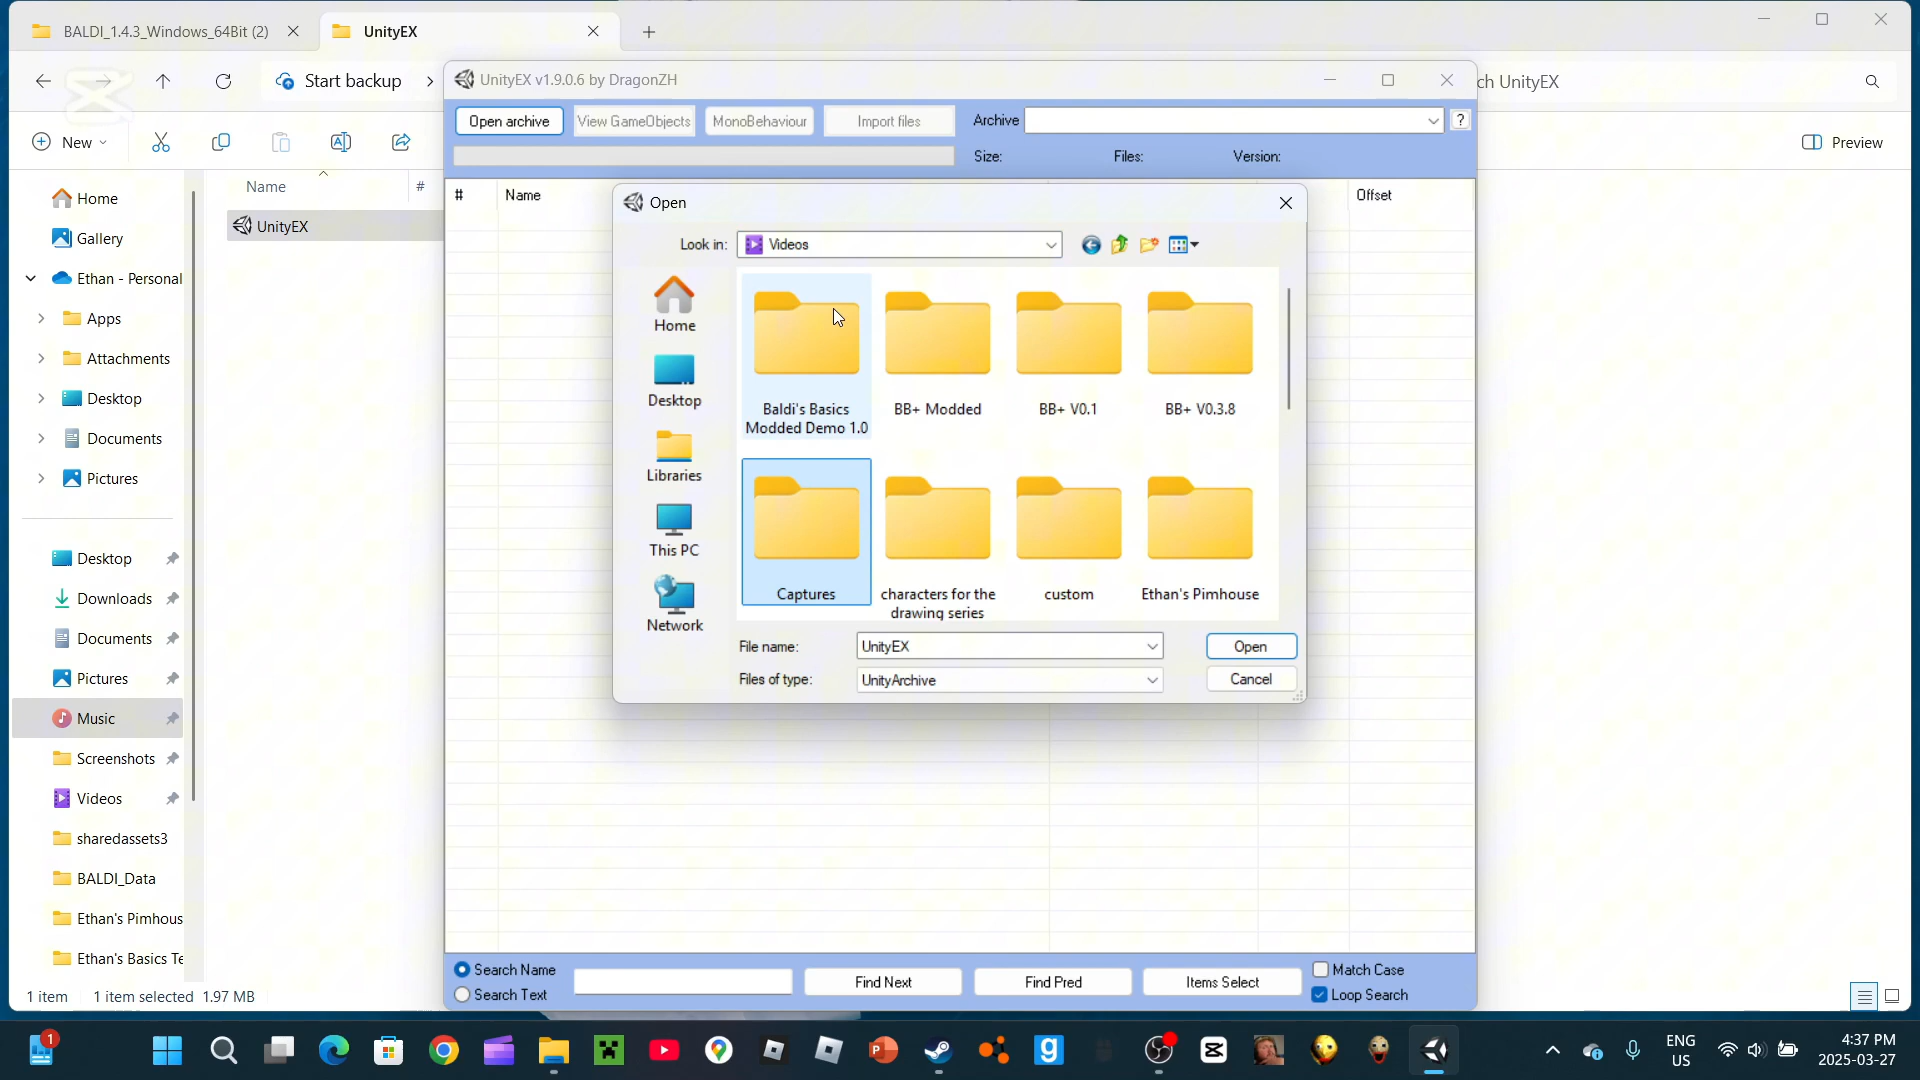 BALDI_1.4.3_Windows_64Bit (2)
UnityEX
Start backup
ch UnityEX
New
Preview
Name
#
UnityEX
Home
Gallery
Ethan - Personal
Apps
Attachments
Desktop
Documents
Pictures
Desktop
Downloads
Documents
Pictures
Music
Screenshots
Videos
sharedassets3
BALDI_Data
Ethan's Pimhous
Ethan's Basics Te
1 item
1 item selected 1.97 MB
UnityEX v1.9.0.6 by DragonZH
Open archive
View GameObjects
MonoBehaviour
Import files
Archive
?
Size:
Files:
Version:
#
Name
Offset
Open
Look in:
Videos
Home
Desktop
Libraries
This PC
Network
Baldi's Basics
Modded Demo 1.0
BB+ Modded
BB+ V0.1
BB+ V0.3.8
Captures
characters for the
drawing series
custom
Ethan's Pimhouse
File name:
UnityEX
Open
Files of type:
UnityArchive
Cancel
Search Name
Search Text
Find Next
Find Pred
Items Select
Match Case
Loop Search
1
ENG
US
4:37 PM
2025-03-27